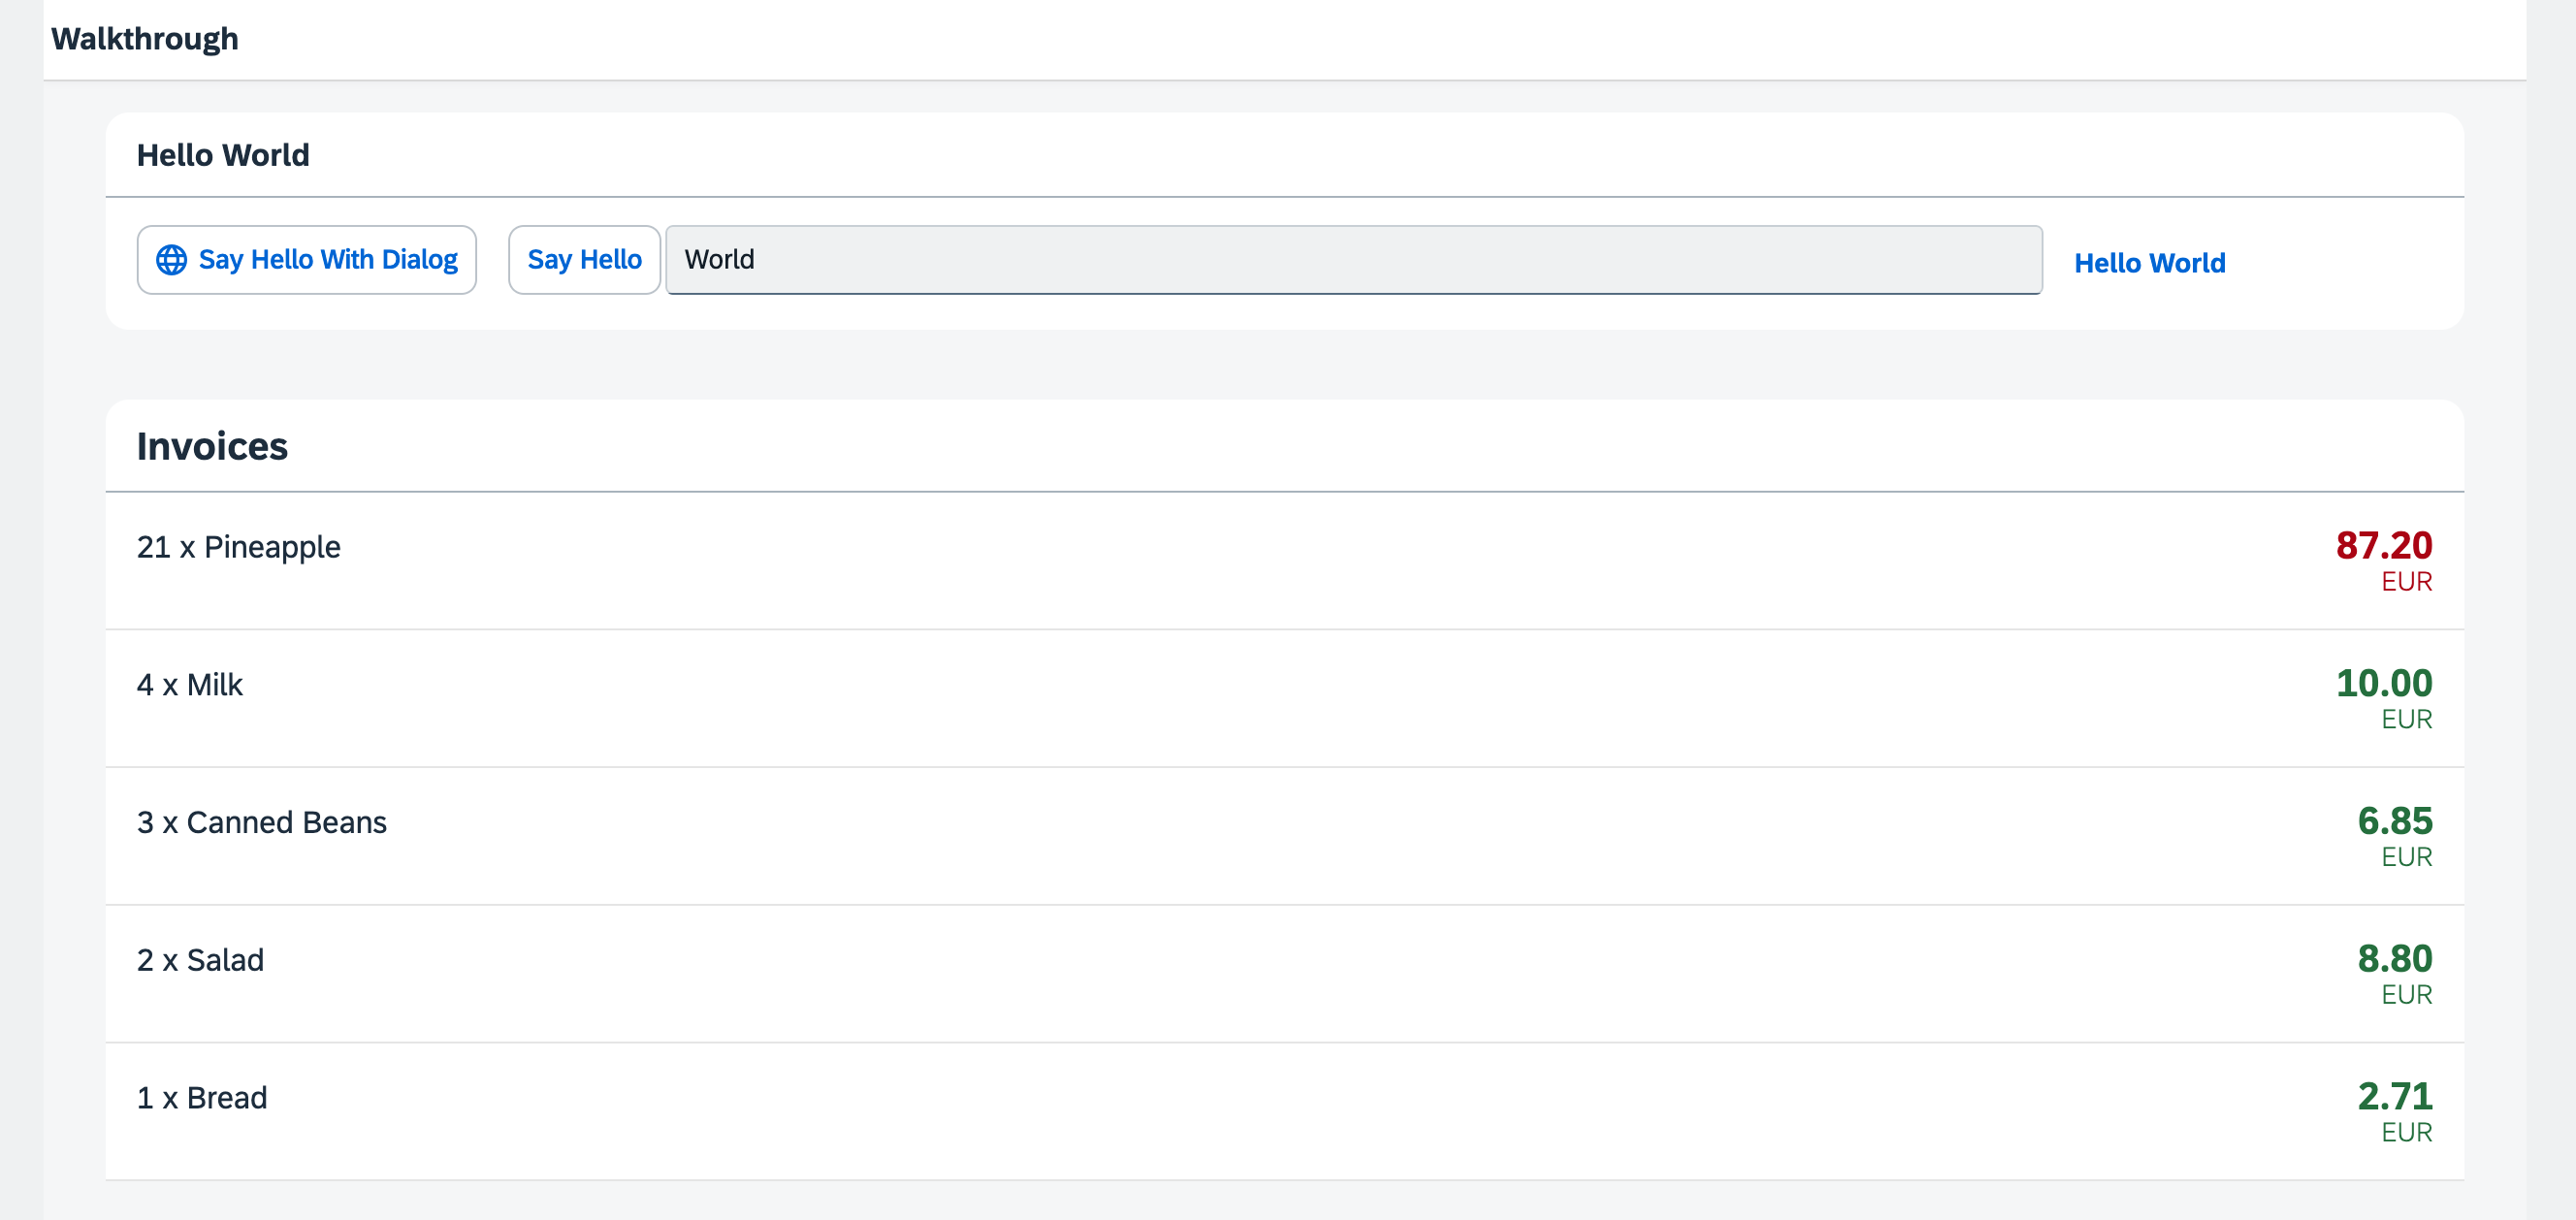 Walkthrough
Hello World
Say Hello With Dialog Say Hello World Hello World
Invoices
21 x Pineapple 87.20
EUR
4 x Milk 10.00
EUR
3 x Canned Beans 6.85
EUR
2 x Salad 8.80
EUR
1 x Bread 2.71
EUR